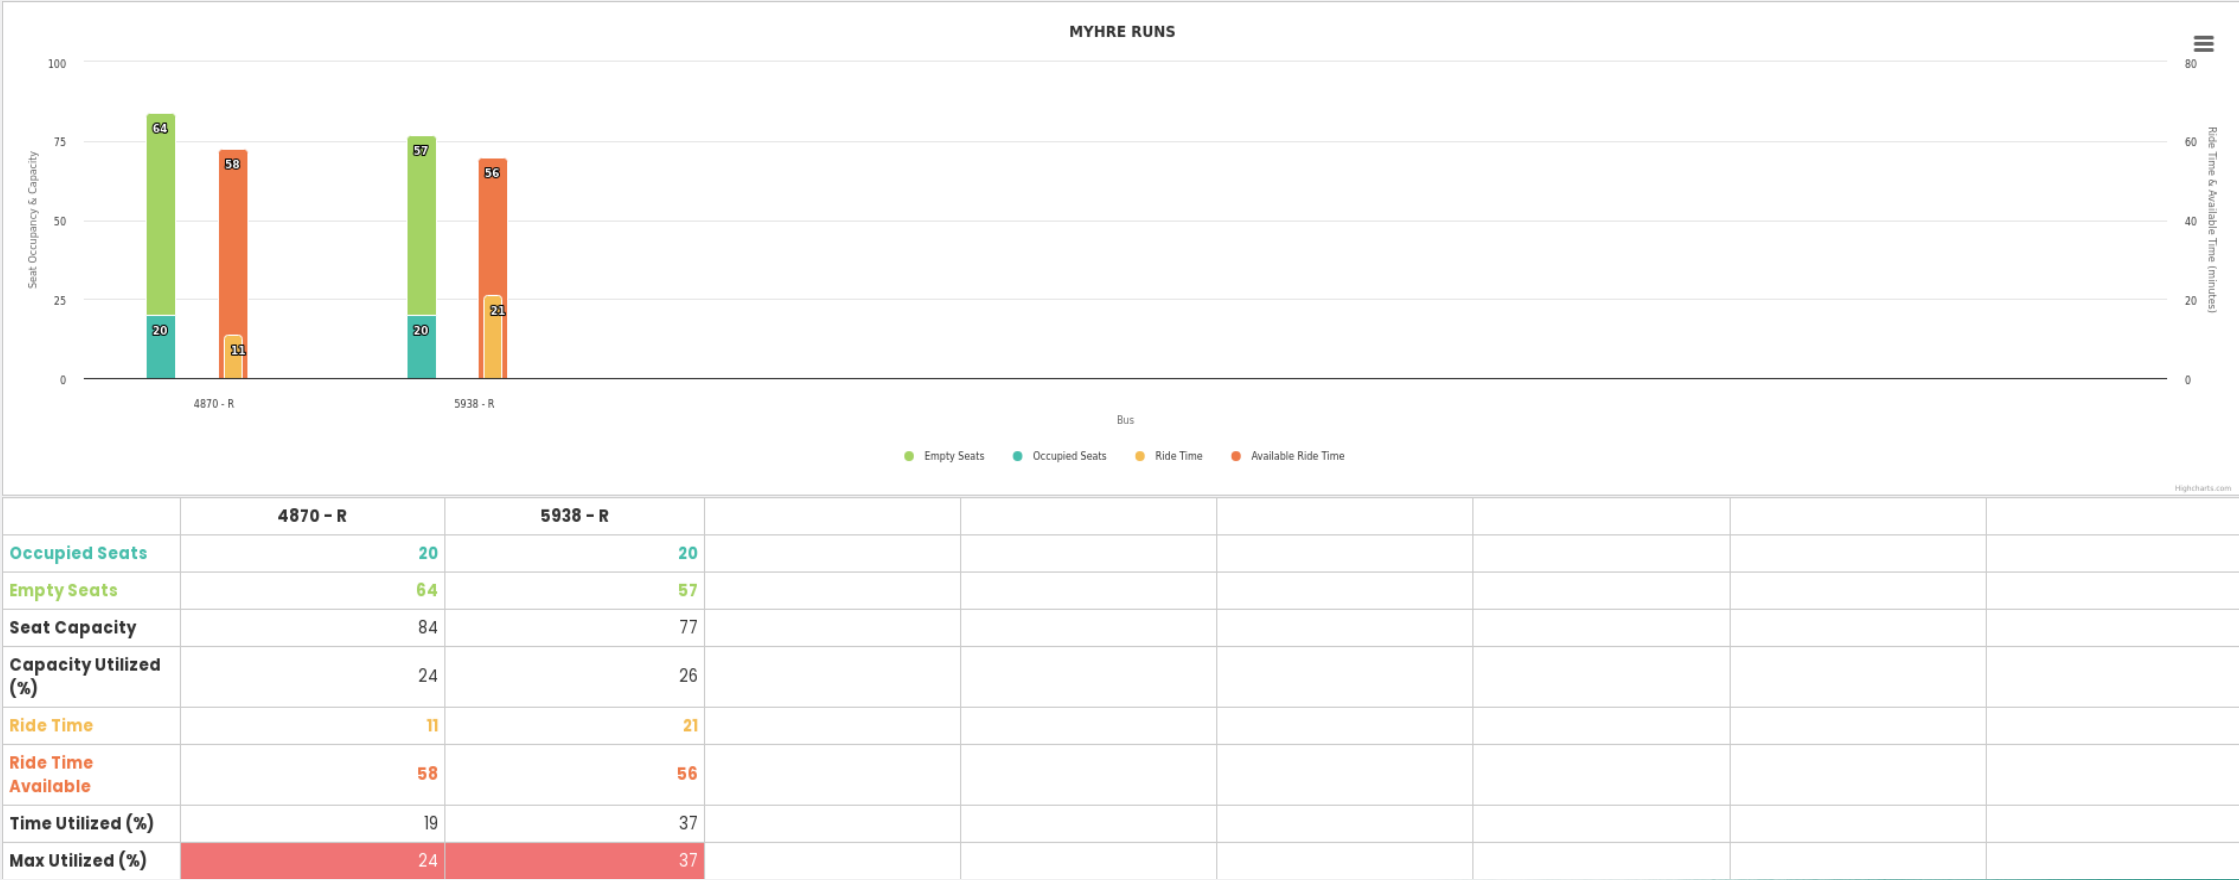 MYHRE RUNS
100
80
75
60
50
40
25
20
0
0
Seat Occupancy & Capacity
Ride Time & Available Time (minutes)
64
58
57
56
20
11
20
21
4870 - R
5938 - R
Bus
Empty Seats
Occupied Seats
Ride Time
Available Ride Time
Highcharts.com
4870 - R
5938 - R
Occupied Seats
20
20
Empty Seats
64
57
Seat Capacity
84
77
Capacity Utilized
(%)
24
26
Ride Time
11
21
Ride Time
Available
58
56
Time Utilized (%)
19
37
Max Utilized (%)
24
37